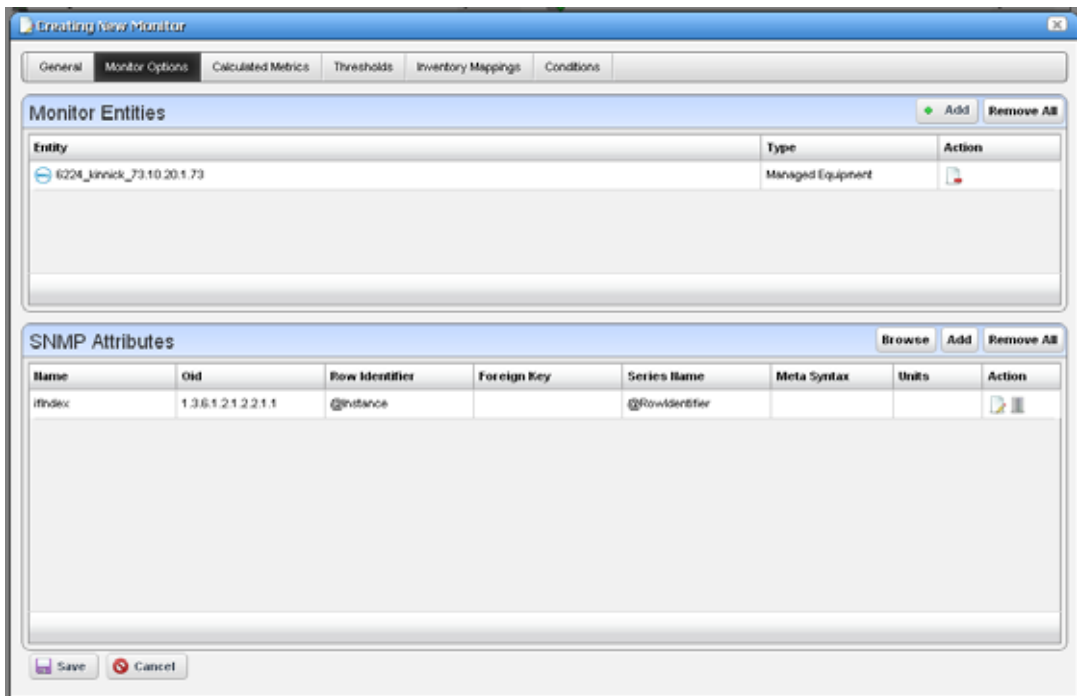 Creating New Monitor
General Monitor Options Calculated Metrics Thresholds Inventory Mappings Conditions
Monitor Entities Add Remove All
Entity Type Action
6224_kinnick_73.10.20.1.73 Managed Equipment
SNMP Attributes Browse Add Remove All
Name Oid Row Identifier Foreign Key Series Name Meta Syntax Units Action
ifIndex 1.3.6.1.2.1.2.2.1.1 @Instance @RowIdentifier
Save Cancel